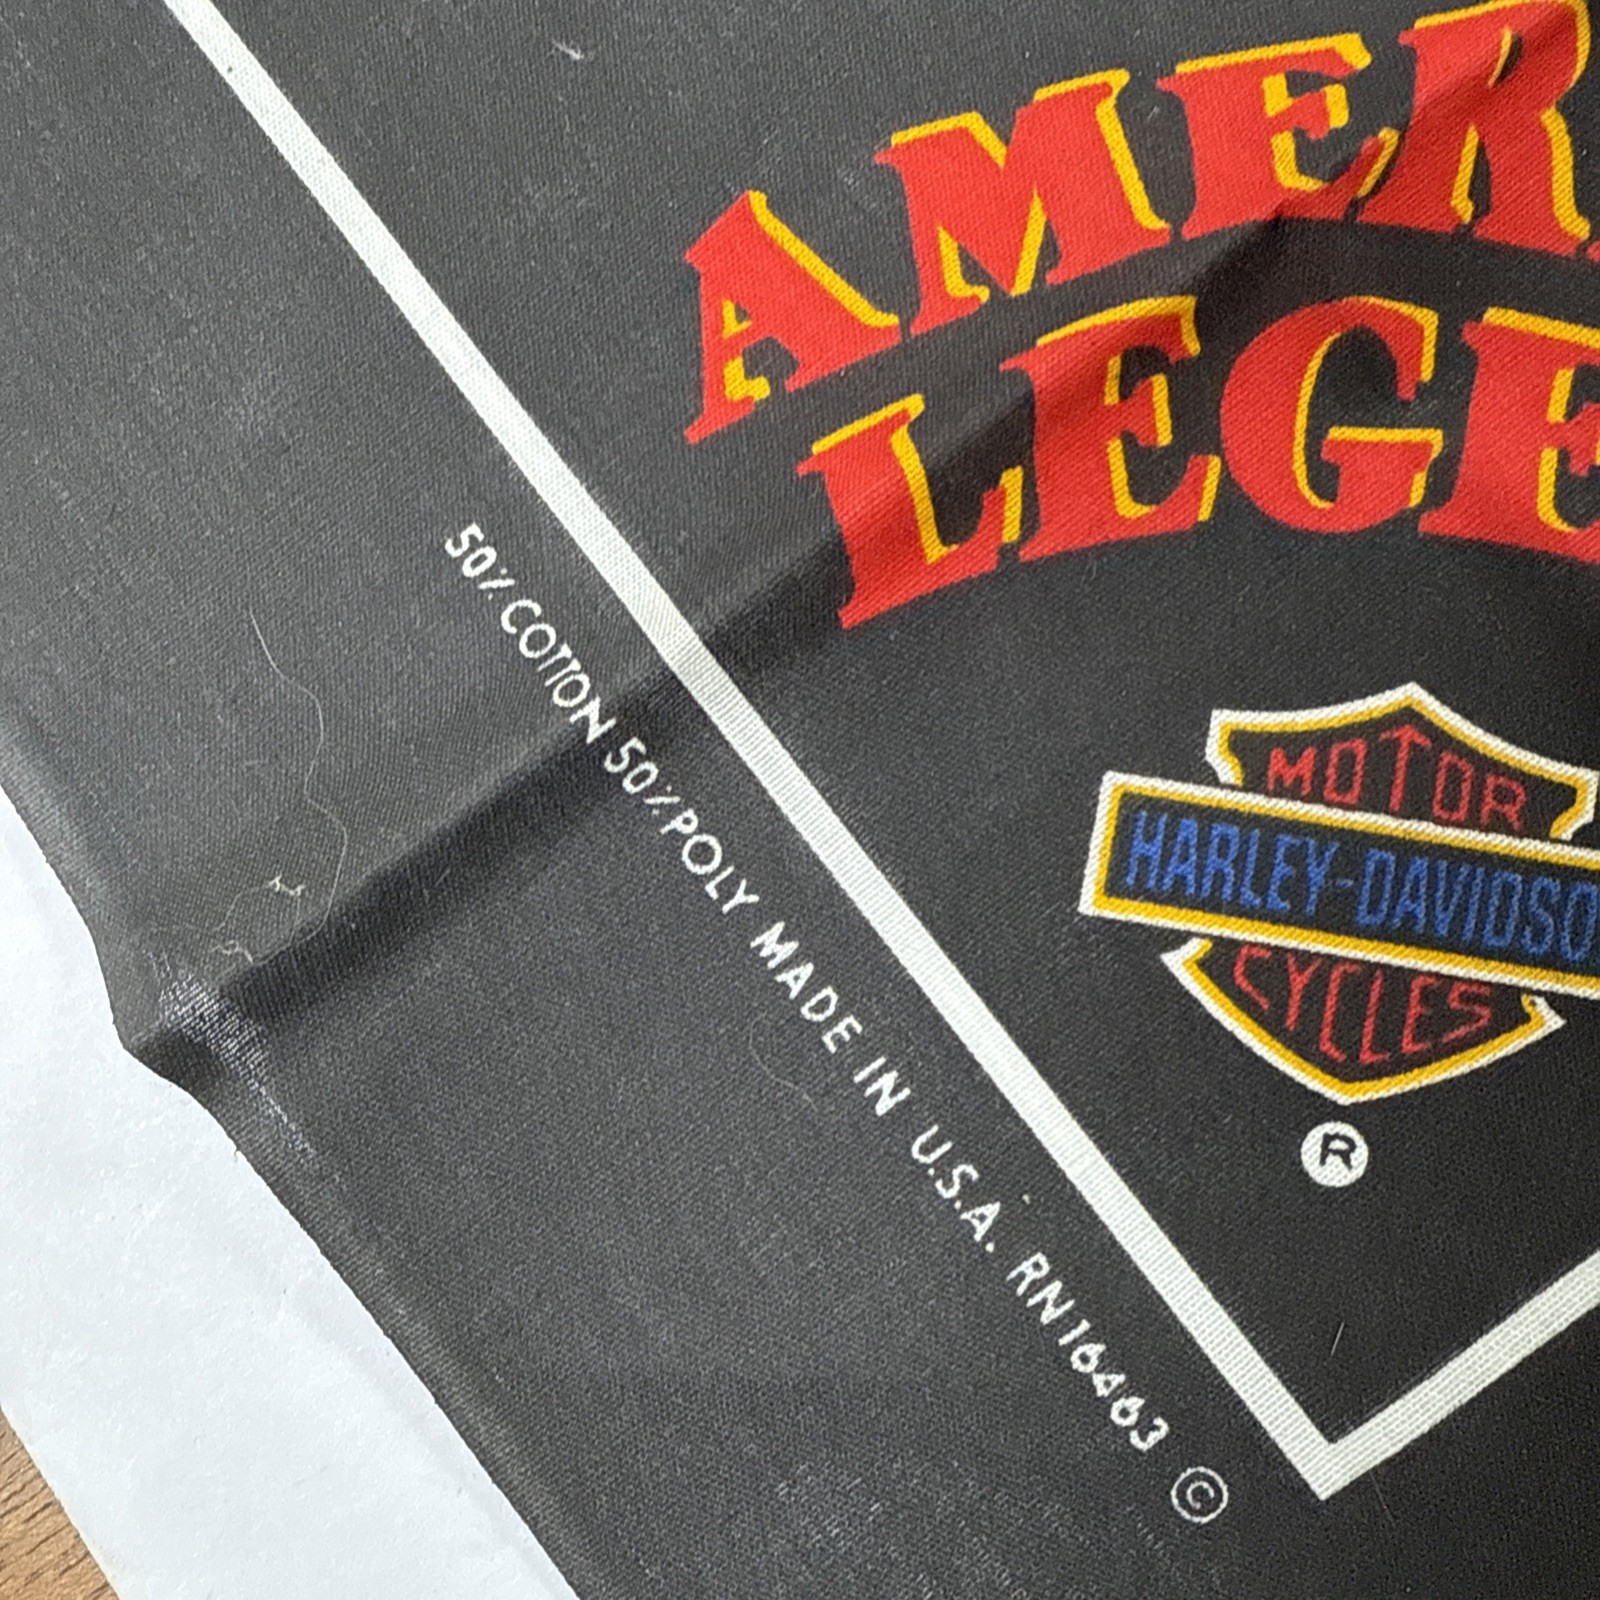 AMER
LEGE
MOTOR
HARLEY-DAVIDSO
CYCLES
®
50% COTTON 50% POLY MADE IN U.S.A. RN16463 ©